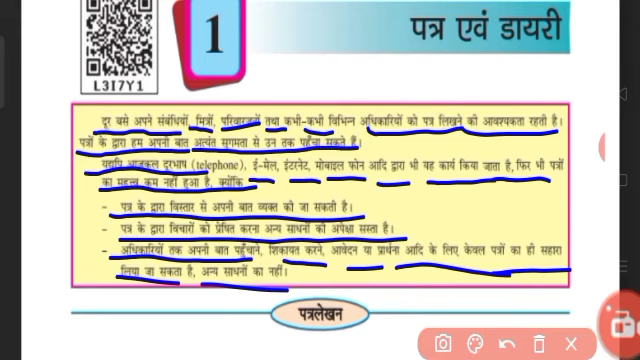 1
पत्र एवं डायरी
L3I7Y1
दूर बसे अपने संबंधियों, मित्रों, परिवारजनों तथा कभी-कभी विभिन्न अधिकारियों को पत्र लिखने की आवश्यकता रहती है।
पत्रों के द्वारा हम अपनी बात अत्यंत सुगमता से उन तक पहुँचा सकते हैं।
यद्यपि आजकल दूरभाष (telephone), ई-मेल, इंटरनेट, मोबाइल फोन आदि द्वारा भी यह कार्य किया जाता है, फिर भी पत्रों
का महत्त्व कम नहीं हुआ है, क्योंकि
- पत्र के द्वारा विस्तार से अपनी बात व्यक्त की जा सकती है।
- पत्र के द्वारा विचारों को प्रेषित करना अन्य साधनों की अपेक्षा सस्ता है।
- अधिकारियों तक अपनी बात पहुँचाने, शिकायत करने, आवेदन या प्रार्थना आदि के लिए केवल पत्रों का ही सहारा
लिया जा सकता है, अन्य साधनों का नहीं।
पत्रलेखन